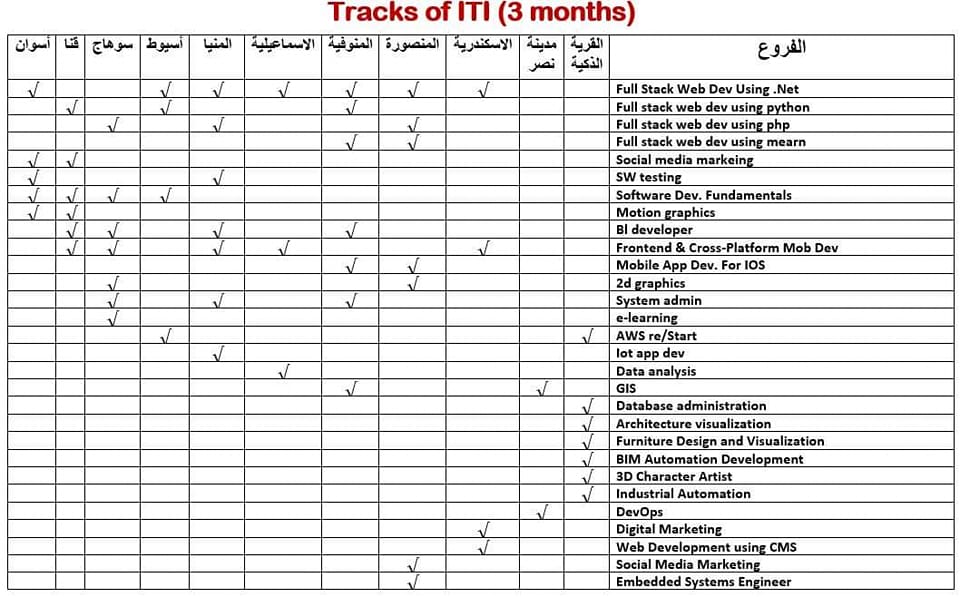 Tracks of ITI (3 months)
الفروع القرية الذكية مدينة نصر الاسكندرية المنصورة المنوفية الاسماعيلية المنيا أسيوط سوهاج قنا أسوان
√ √ √ √ √ √ √ Full Stack Web Dev Using .Net
√ √ √ Full stack web dev using python
√ √ √ Full stack web dev using php
√ √ Full stack web dev using mearn
√ √ Social media markeing
√ √ SW testing
√ √ √ √ Software Dev. Fundamentals
√ √ Motion graphics
√ √ √ √ BI developer
√ √ √ √ √ Frontend & Cross-Platform Mob Dev
√ √ Mobile App Dev. For IOS
√ √ 2d graphics
√ √ √ System admin
√ e-learning
√ √ AWS re/Start
√ Iot app dev
√ Data analysis
√ √ GIS
√ Database administration
√ Architecture visualization
√ Furniture Design and Visualization
√ BIM Automation Development
√ 3D Character Artist
√ Industrial Automation
√ DevOps
√ Digital Marketing
√ Web Development using CMS
√ Social Media Marketing
√ Embedded Systems Engineer